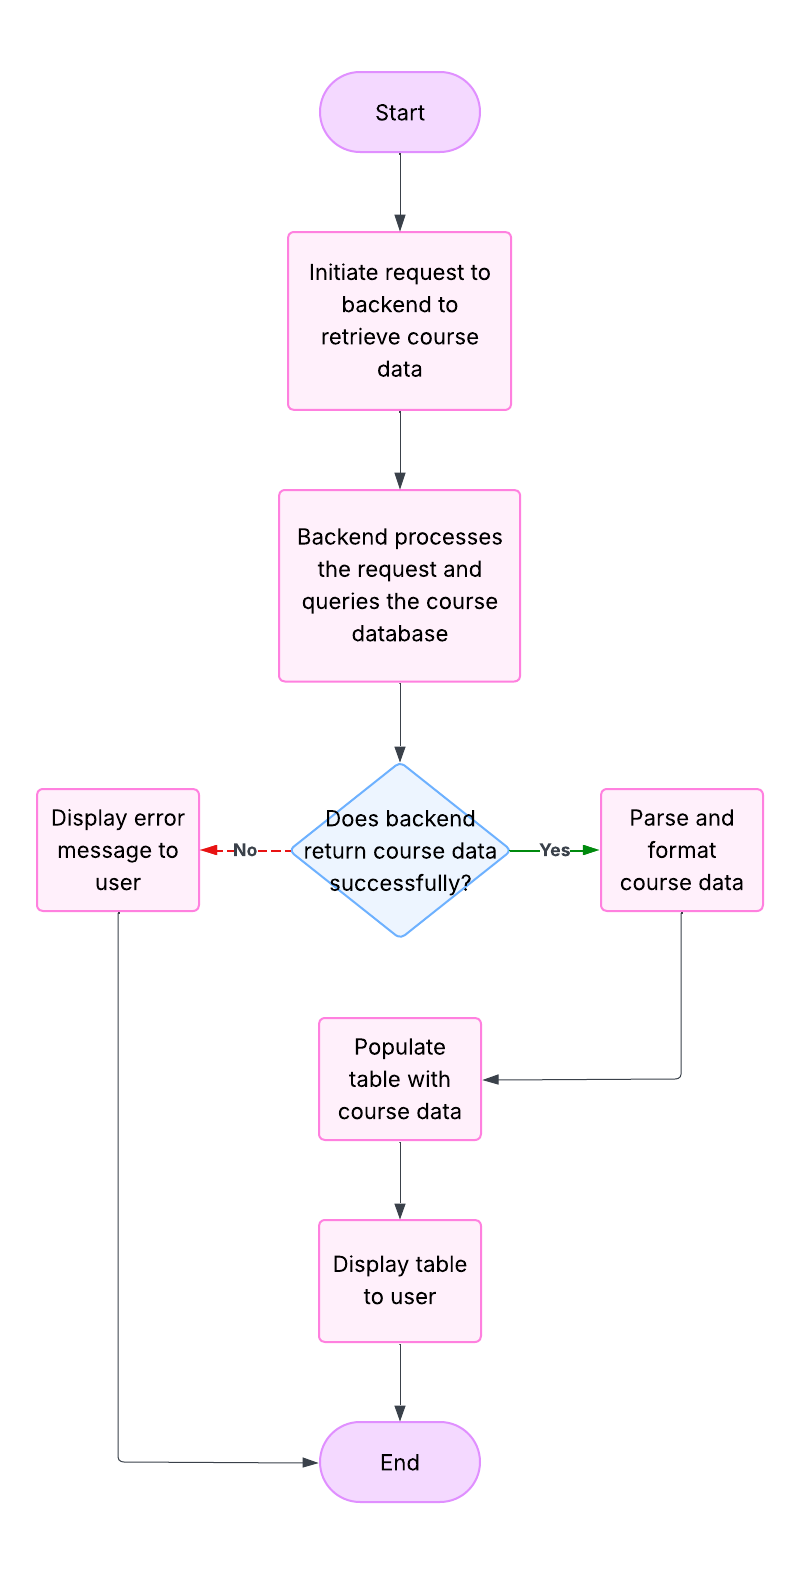 Start
Initiate request to
backend to
retrieve course
data
Backend processes
the request and
queries the course
database
Does backend
return course data
successfully?
No
Yes
Display error
message to
user
Parse and
format
course data
Populate
table with
course data
Display table
to user
End